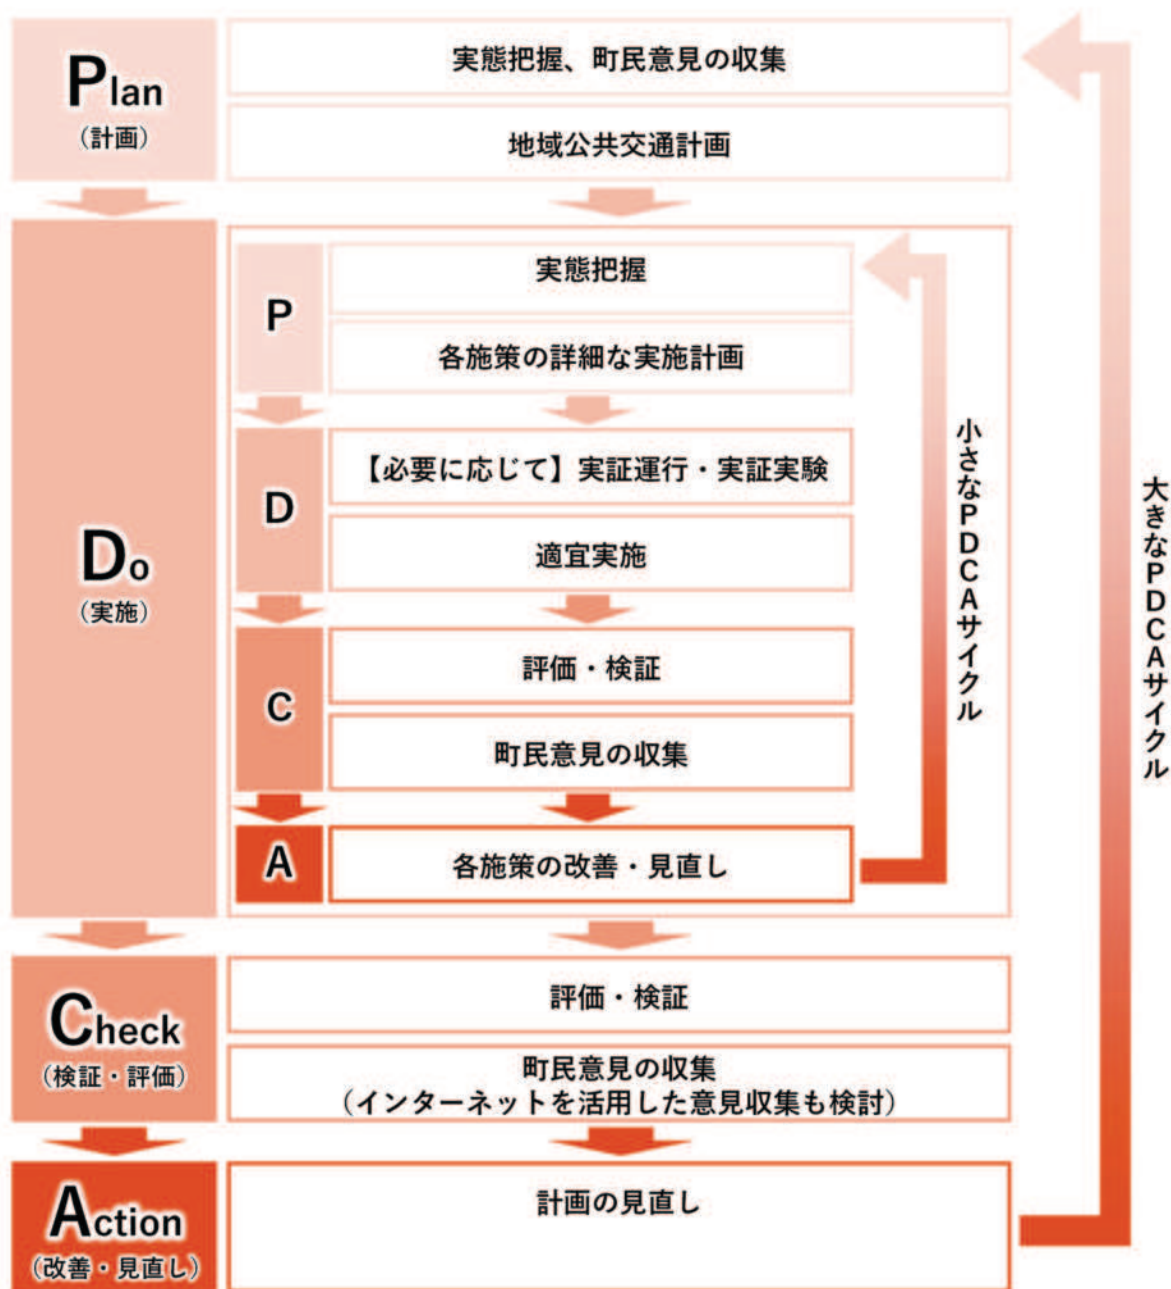 Plan
（計画）
実態把握、町民意見の収集
地域公共交通計画
Do
（実施）
P
実態把握
各施策の詳細な実施計画
D
【必要に応じて】実証運行・実証実験
適宜実施
C
評価・検証
町民意見の収集
A
各施策の改善・見直し
小さなPDCAサイクル
大きなPDCAサイクル
Check
（検証・評価）
評価・検証
町民意見の収集
（インターネットを活用した意見収集も検討）
Action
（改善・見直し）
計画の見直し